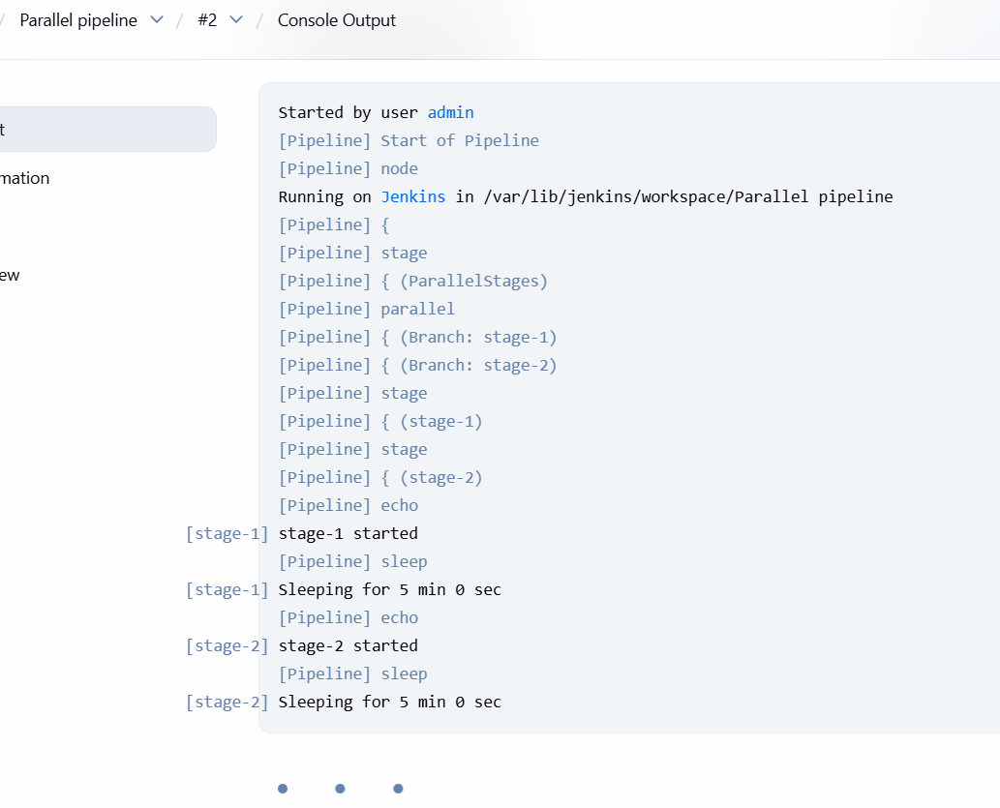 / Parallel pipeline / #2 / Console Output
t
mation
ew
Started by user admin
[Pipeline] Start of Pipeline
[Pipeline] node
Running on Jenkins in /var/lib/jenkins/workspace/Parallel pipeline
[Pipeline] {
[Pipeline] stage
[Pipeline] { (ParallelStages)
[Pipeline] parallel
[Pipeline] { (Branch: stage-1)
[Pipeline] { (Branch: stage-2)
[Pipeline] stage
[Pipeline] { (stage-1)
[Pipeline] stage
[Pipeline] { (stage-2)
[Pipeline] echo
[stage-1] stage-1 started
[Pipeline] sleep
[stage-1] Sleeping for 5 min 0 sec
[Pipeline] echo
[stage-2] stage-2 started
[Pipeline] sleep
[stage-2] Sleeping for 5 min 0 sec